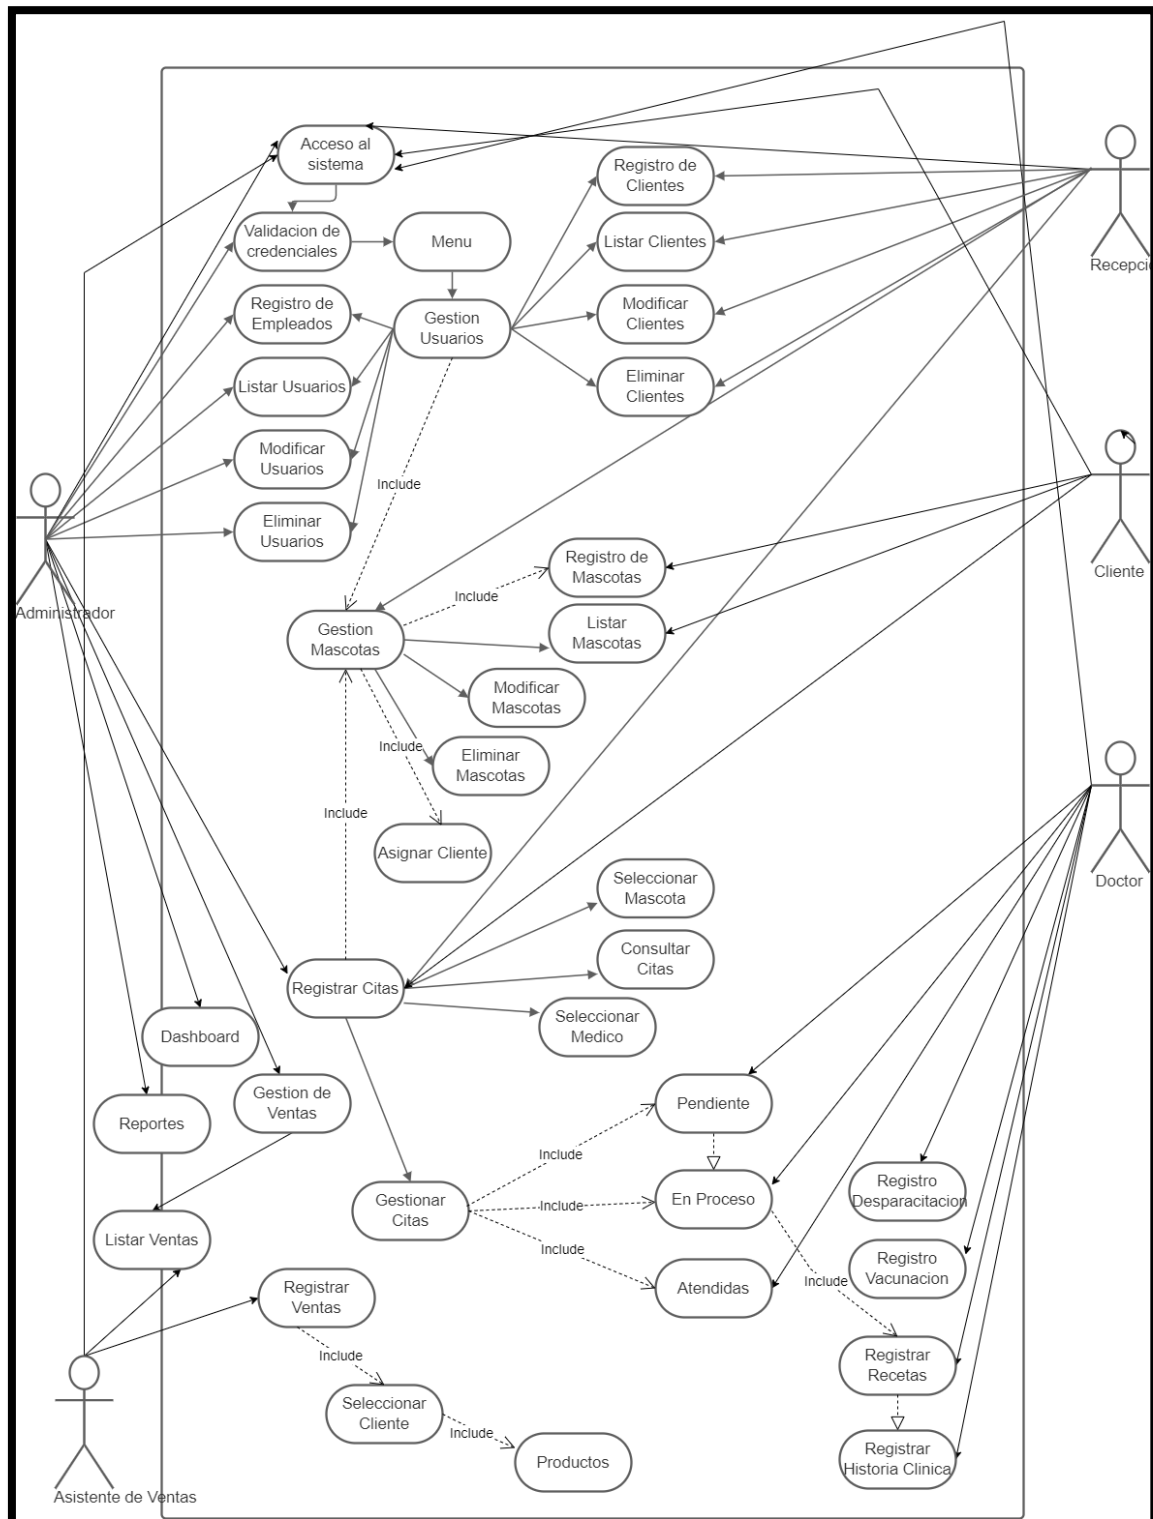 Acceso al
sistema
Registro de
Clientes
Validacion de
credenciales
Menu
Listar Clientes
Recepci
Registro de
Empleados
Gestion
Usuarios
Modificar
Clientes
Listar Usuarios
Eliminar
Clientes
Modificar
Usuarios
Include
Eliminar
Usuarios
Administrador
Cliente
Registro de
Mascotas
Include
Gestion
Mascotas
Listar
Mascotas
Modificar
Mascotas
Include
Eliminar
Mascotas
Include
Asignar Cliente
Doctor
Seleccionar
Mascota
Consultar
Citas
Registrar Citas
Seleccionar
Medico
Dashboard
Gestion de
Ventas
Reportes
Pendiente
Include
Gestionar
Citas
Include
En Proceso
Registro
Desparacitacion
Listar Ventas
Include
Registro
Vacunacion
Include
Atendidas
Registrar
Ventas
Include
Registrar
Recetas
Seleccionar
Cliente
Include
Productos
Registrar
Historia Clinica
Asistente de Ventas